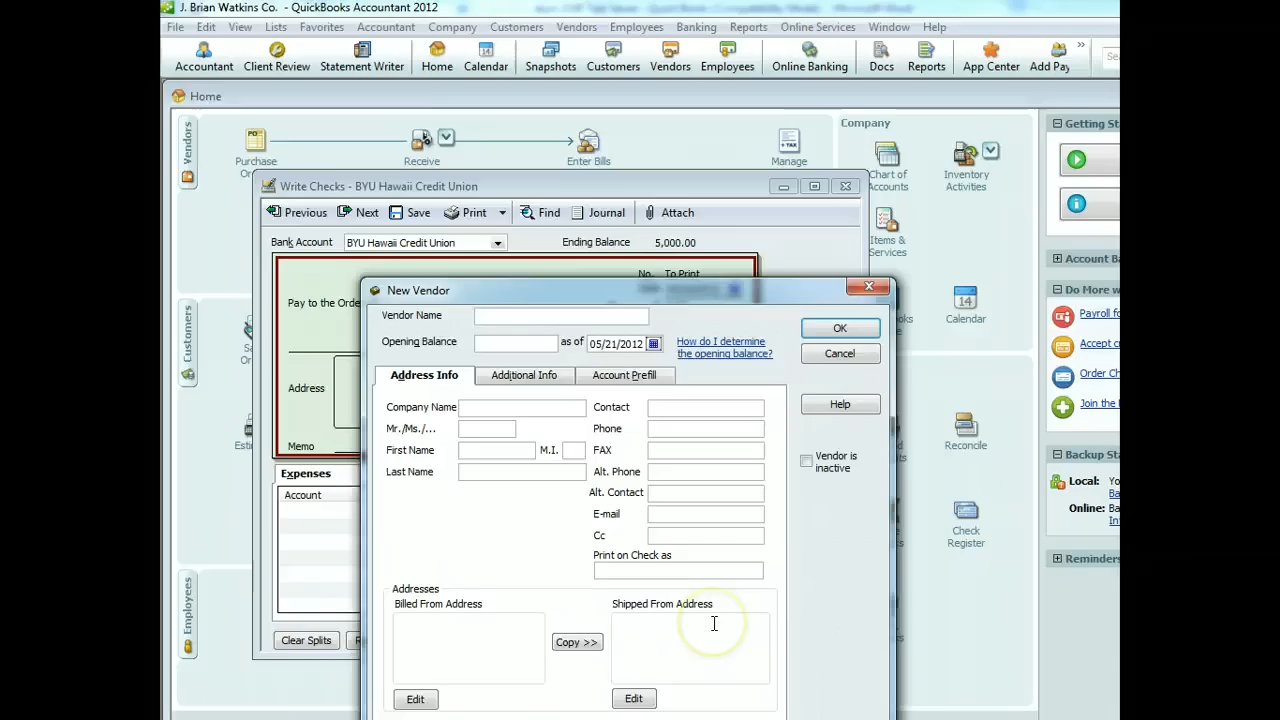 J. Brian Watkins Co. - QuickBooks Accountant 2012
File Edit View Lists Favorites Accountant Company Customers Vendors Employees Banking Reports Online Services Window Help
Accountant Client Review Statement Writer Home Calendar Snapshots Customers Vendors Employees Online Banking Docs Reports App Center Add Pay
Home
Vendors
Purchase
Receive
Enter Bills
Manage
Company
Chart of
Accounts
Inventory
Activities
Items &
Services
Calendar
Reconcile
Check
Register
Getting St
Account Ba
Do More w
Payroll fo
Accept c
Order Ch
Join the
Backup Sta
Local: Yo
Ba
Online: Ba
In
Reminders
Customers
Employees
Write Checks - BYU Hawaii Credit Union
Previous Next Save Print Find Journal Attach
Bank Account BYU Hawaii Credit Union Ending Balance 5,000.00
No. To Print
Pay to the Orde
Address
Memo
Expenses
Account
Clear Splits
New Vendor
Vendor Name
Opening Balance as of 05/21/2012
How do I determine
the opening balance?
OK
Cancel
Help
Vendor is
inactive
Address Info Additional Info Account Prefill
Company Name Contact
Mr./Ms./... Phone
First Name M.I. FAX
Last Name Alt. Phone
Alt. Contact
E-mail
Cc
Print on Check as
Addresses
Billed From Address Shipped From Address
Copy >>
Edit Edit